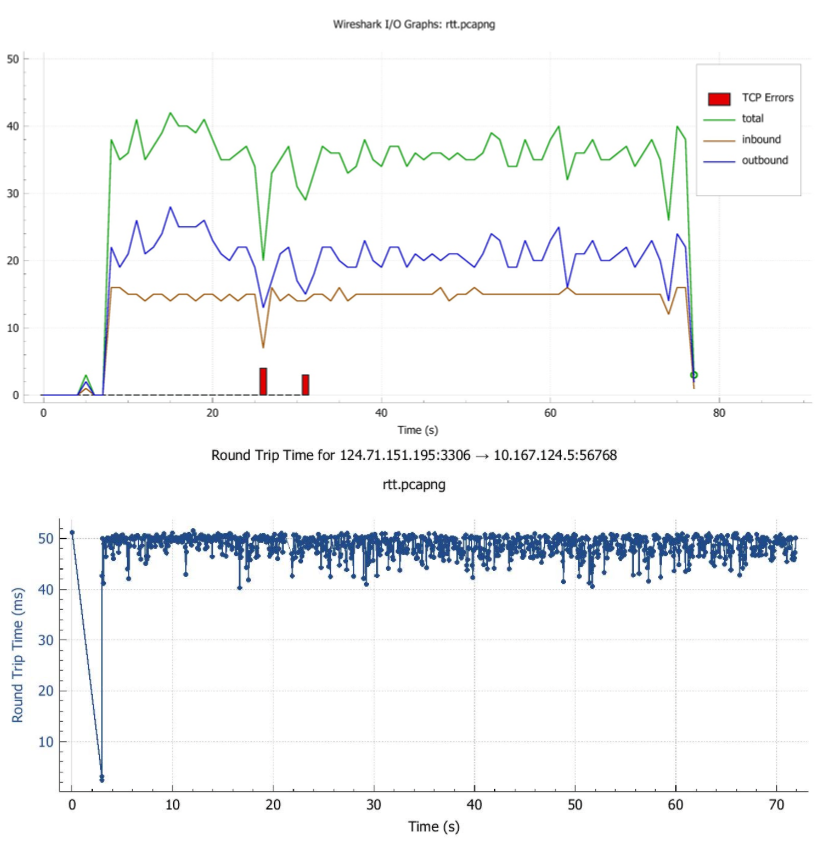 Wireshark I/O Graphs: rtt.pcapng
50
40
30
20
10
0
TCP Errors
total
inbound
outbound
0 20 40 60 80
Time (s)
Round Trip Time for 124.71.151.195:3306 → 10.167.124.5:56768
rtt.pcapng
Round Trip Time (ms)
50
40
30
20
10
0 10 20 30 40 50 60 70
Time (s)